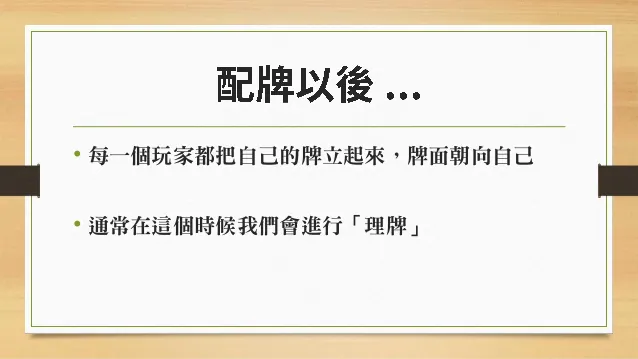 配牌以後 ...
• 每一個玩家都把自己的牌立起來，牌面朝向自己
• 通常在這個時候我們會進行「理牌」